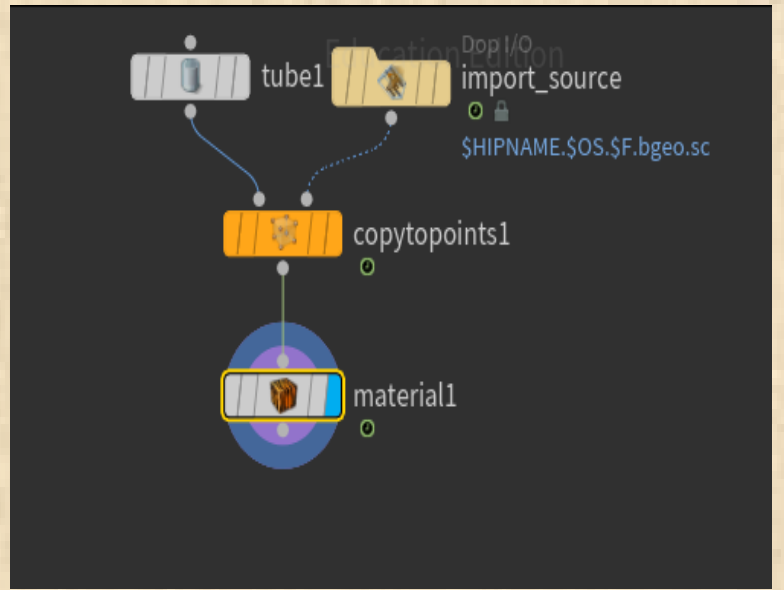 Education Edition
Dop I/O
tube1
import_source
$HIPNAME.$OS.$F.bgeo.sc
copytopoints1
material1